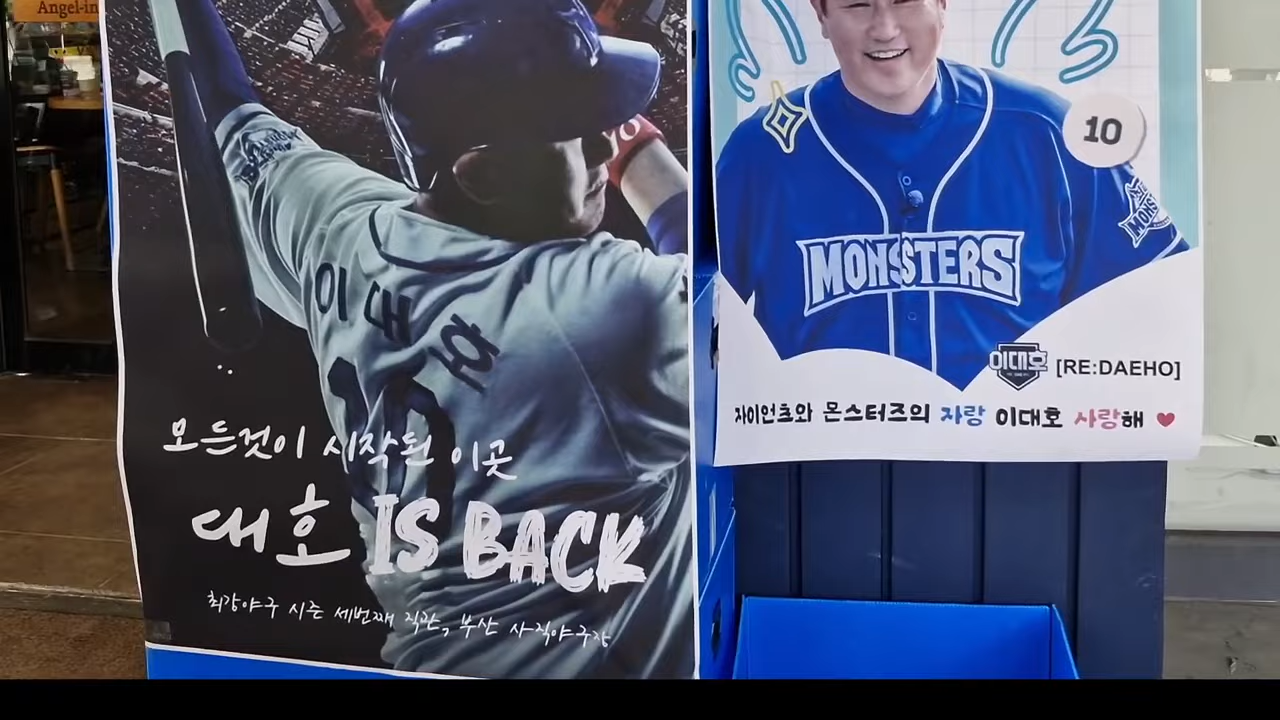 Angel-in
이대호
10
모든것이 시작된 이곳
대호 IS BACK
최강야구 시즌 세번째 직관, 부산 사직야구장
10
MONSTERS
이대호 [RE:DAEHO]
자이언츠와 몬스터즈의 자랑 이대호 사랑해